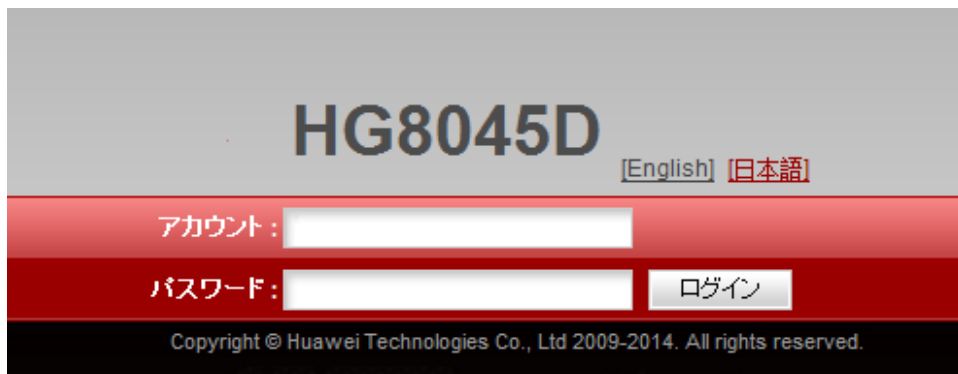 HG8045D
[English] [日本語]
アカウント :
パスワード : ログイン
Copyright © Huawei Technologies Co., Ltd 2009-2014. All rights reserved.